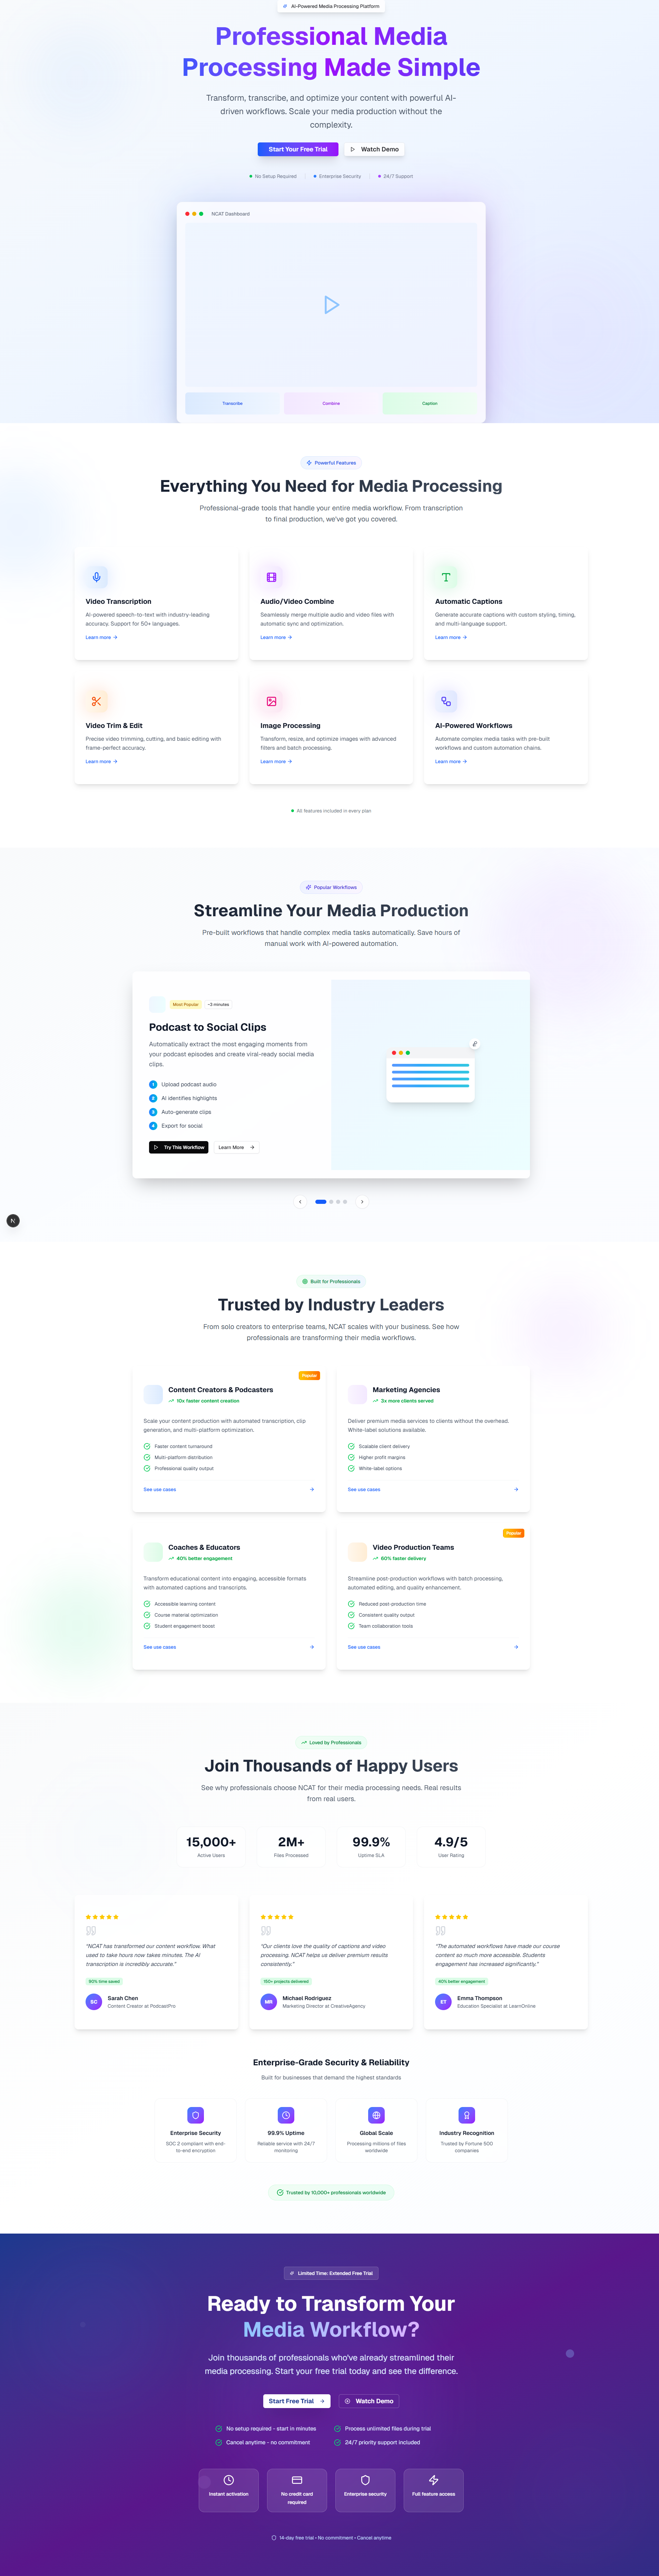 AI-Powered Media Processing Platform
Professional Media
Processing Made Simple
Transform, transcribe, and optimize your content with powerful AI-
driven workflows. Scale your media production without the
complexity.
Start Your Free Trial
Watch Demo
No Setup Required
Enterprise Security
24/7 Support
NCAT Dashboard
Transcribe
Combine
Caption
Powerful Features
Everything You Need for Media Processing
Professional-grade tools that handle your entire media workflow. From transcription
to final production, we've got you covered.
Video Transcription
AI-powered speech-to-text with industry-leading
accuracy. Support for 50+ languages.
Learn more
Audio/Video Combine
Seamlessly merge multiple audio and video files with
automatic sync and optimization.
Learn more
Automatic Captions
Generate accurate captions with custom styling, timing,
and multi-language support.
Learn more
Video Trim & Edit
Precise video trimming, cutting, and basic editing with
frame-perfect accuracy.
Learn more
Image Processing
Transform, resize, and optimize images with advanced
filters and batch processing.
Learn more
AI-Powered Workflows
Automate complex media tasks with pre-built
workflows and custom automation chains.
Learn more
All features included in every plan
Popular Workflows
Streamline Your Media Production
Pre-built workflows that handle complex media tasks automatically. Save hours of
manual work with AI-powered automation.
Most Popular
~3 minutes
Podcast to Social Clips
Automatically extract the most engaging moments from
your podcast episodes and create viral-ready social media
clips.
1 Upload podcast audio
2 AI identifies highlights
3 Auto-generate clips
4 Export for social
Try This Workflow
Learn More
N
Built for Professionals
Trusted by Industry Leaders
From solo creators to enterprise teams, NCAT scales with your business. See how
professionals are transforming their media workflows.
Popular
Content Creators & Podcasters
10x faster content creation
Scale your content production with automated transcription, clip
generation, and multi-platform optimization.
Faster content turnaround
Multi-platform distribution
Professional quality output
See use cases
Marketing Agencies
3x more clients served
Deliver premium media services to clients without the overhead.
White-label solutions available.
Scalable client delivery
Higher profit margins
White-label options
See use cases
Coaches & Educators
40% better engagement
Transform educational content into engaging, accessible formats
with automated captions and transcripts.
Accessible learning content
Course material optimization
Student engagement boost
See use cases
Popular
Video Production Teams
60% faster delivery
Streamline post-production workflows with batch processing,
automated editing, and quality enhancement.
Reduced post-production time
Consistent quality output
Team collaboration tools
See use cases
Loved by Professionals
Join Thousands of Happy Users
See why professionals choose NCAT for their media processing needs. Real results
from real users.
15,000+
Active Users
2M+
Files Processed
99.9%
Uptime SLA
4.9/5
User Rating
"NCAT has transformed our content workflow. What
used to take hours now takes minutes. The AI
transcription is incredibly accurate."
80% time saved
SC
Sarah Chen
Content Creator at PodcastPro
"Our clients love the quality of captions and video
processing. NCAT helps us deliver premium results
consistently."
150+ projects delivered
MR
Michael Rodriguez
Marketing Director at CreativeAgency
"The automated workflows have made our course
content so much more accessible. Students
engagement has increased significantly."
40% better engagement
ET
Emma Thompson
Education Specialist at LearnOnline
Enterprise-Grade Security & Reliability
Built for businesses that demand the highest standards
Enterprise Security
SOC 2 compliant with end-
to-end encryption
99.9% Uptime
Reliable service with 24/7
monitoring
Global Scale
Processing millions of files
worldwide
Industry Recognition
Trusted by Fortune 500
companies
Trusted by 10,000+ professionals worldwide
Limited Time: Extended Free Trial
Ready to Transform Your
Media Workflow?
Join thousands of professionals who've already streamlined their
media processing. Start your free trial today and see the difference.
Start Free Trial
Watch Demo
No setup required - start in minutes
Process unlimited files during trial
Cancel anytime - no commitment
24/7 priority support included
Instant activation
No credit card
required
Enterprise security
Full feature access
14-day free trial • No commitment • Cancel anytime